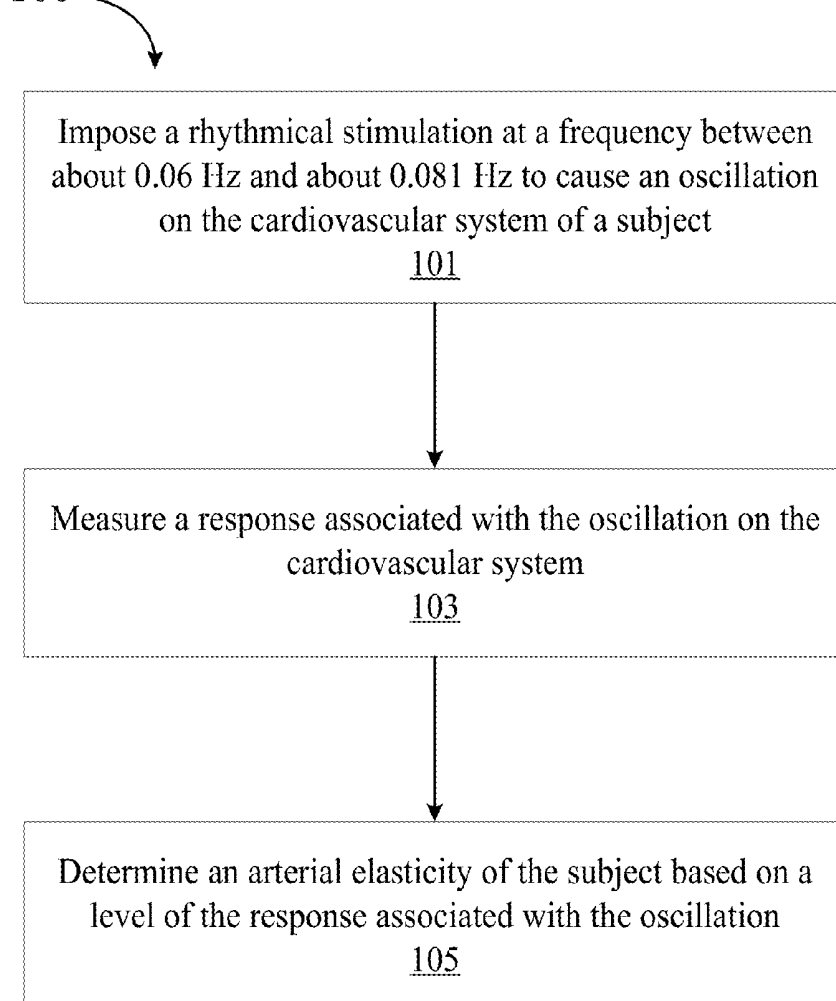 Impose a rhythmical stimulation at a frequency between
about 0.06 Hz and about 0.081 Hz to cause an oscillation
on the cardiovascular system of a subject
101
Measure a response associated with the oscillation on the
cardiovascular system
103
Determine an arterial elasticity of the subject based on a
level of the response associated with the oscillation
105